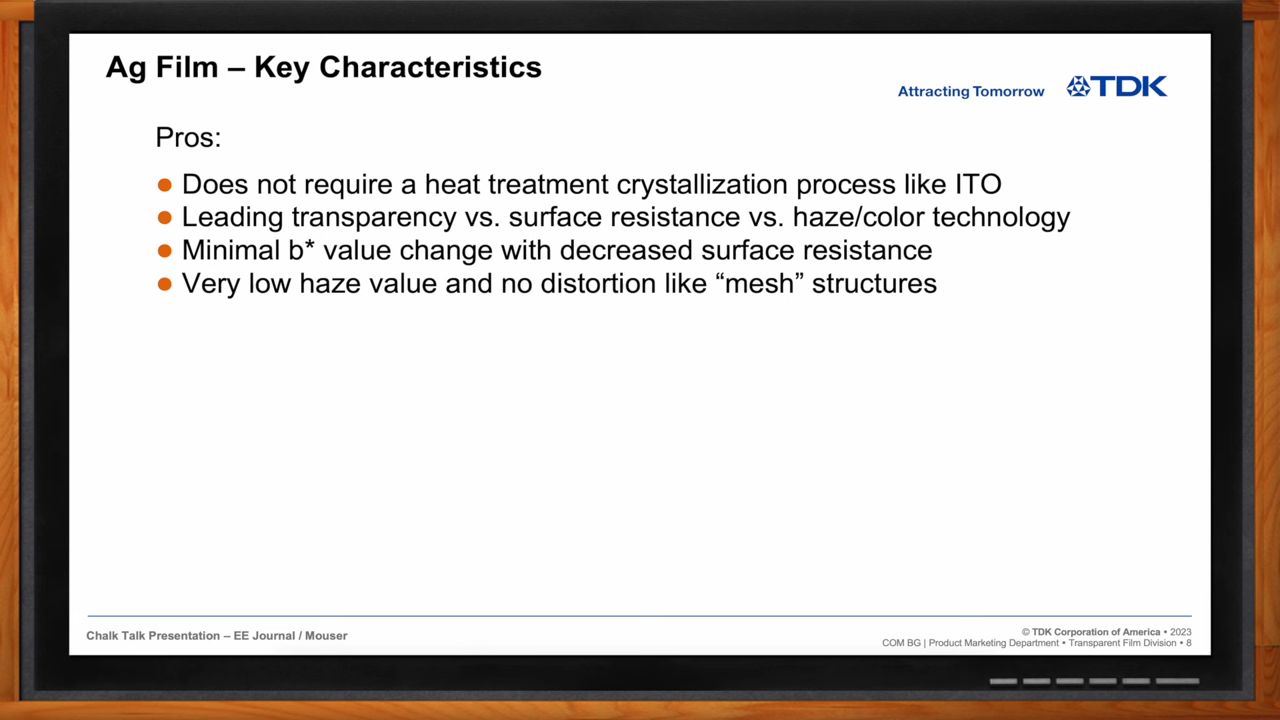 Ag Film – Key Characteristics
Attracting Tomorrow
TDK
Pros:
● Does not require a heat treatment crystallization process like ITO
● Leading transparency vs. surface resistance vs. haze/color technology
● Minimal b* value change with decreased surface resistance
● Very low haze value and no distortion like “mesh” structures
Chalk Talk Presentation – EE Journal / Mouser
© TDK Corporation of America • 2023
COM BG | Product Marketing Department • Transparent Film Division • 8